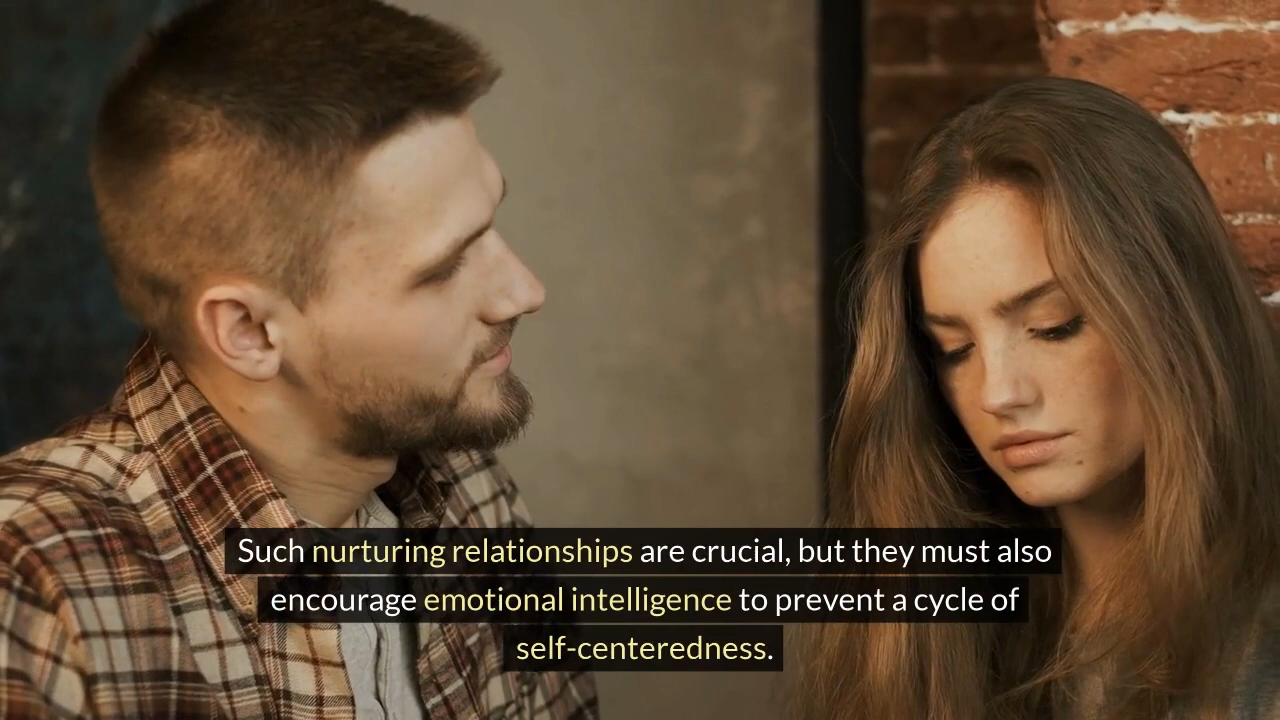 Such nurturing relationships are crucial, but they must also
encourage emotional intelligence to prevent a cycle of
self-centeredness.